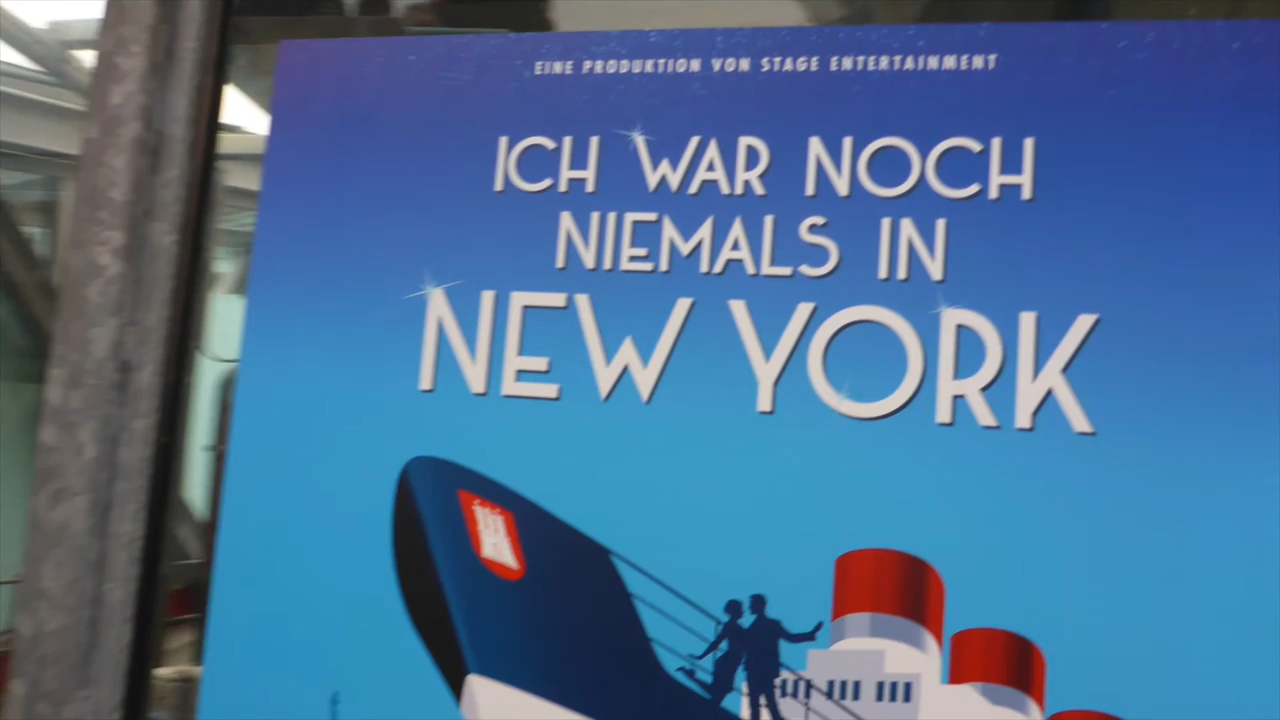 EINE PRODUKTION VON STAGE ENTERTAINMENT
ICH WAR NOCH
NIEMALS IN
NEW YORK